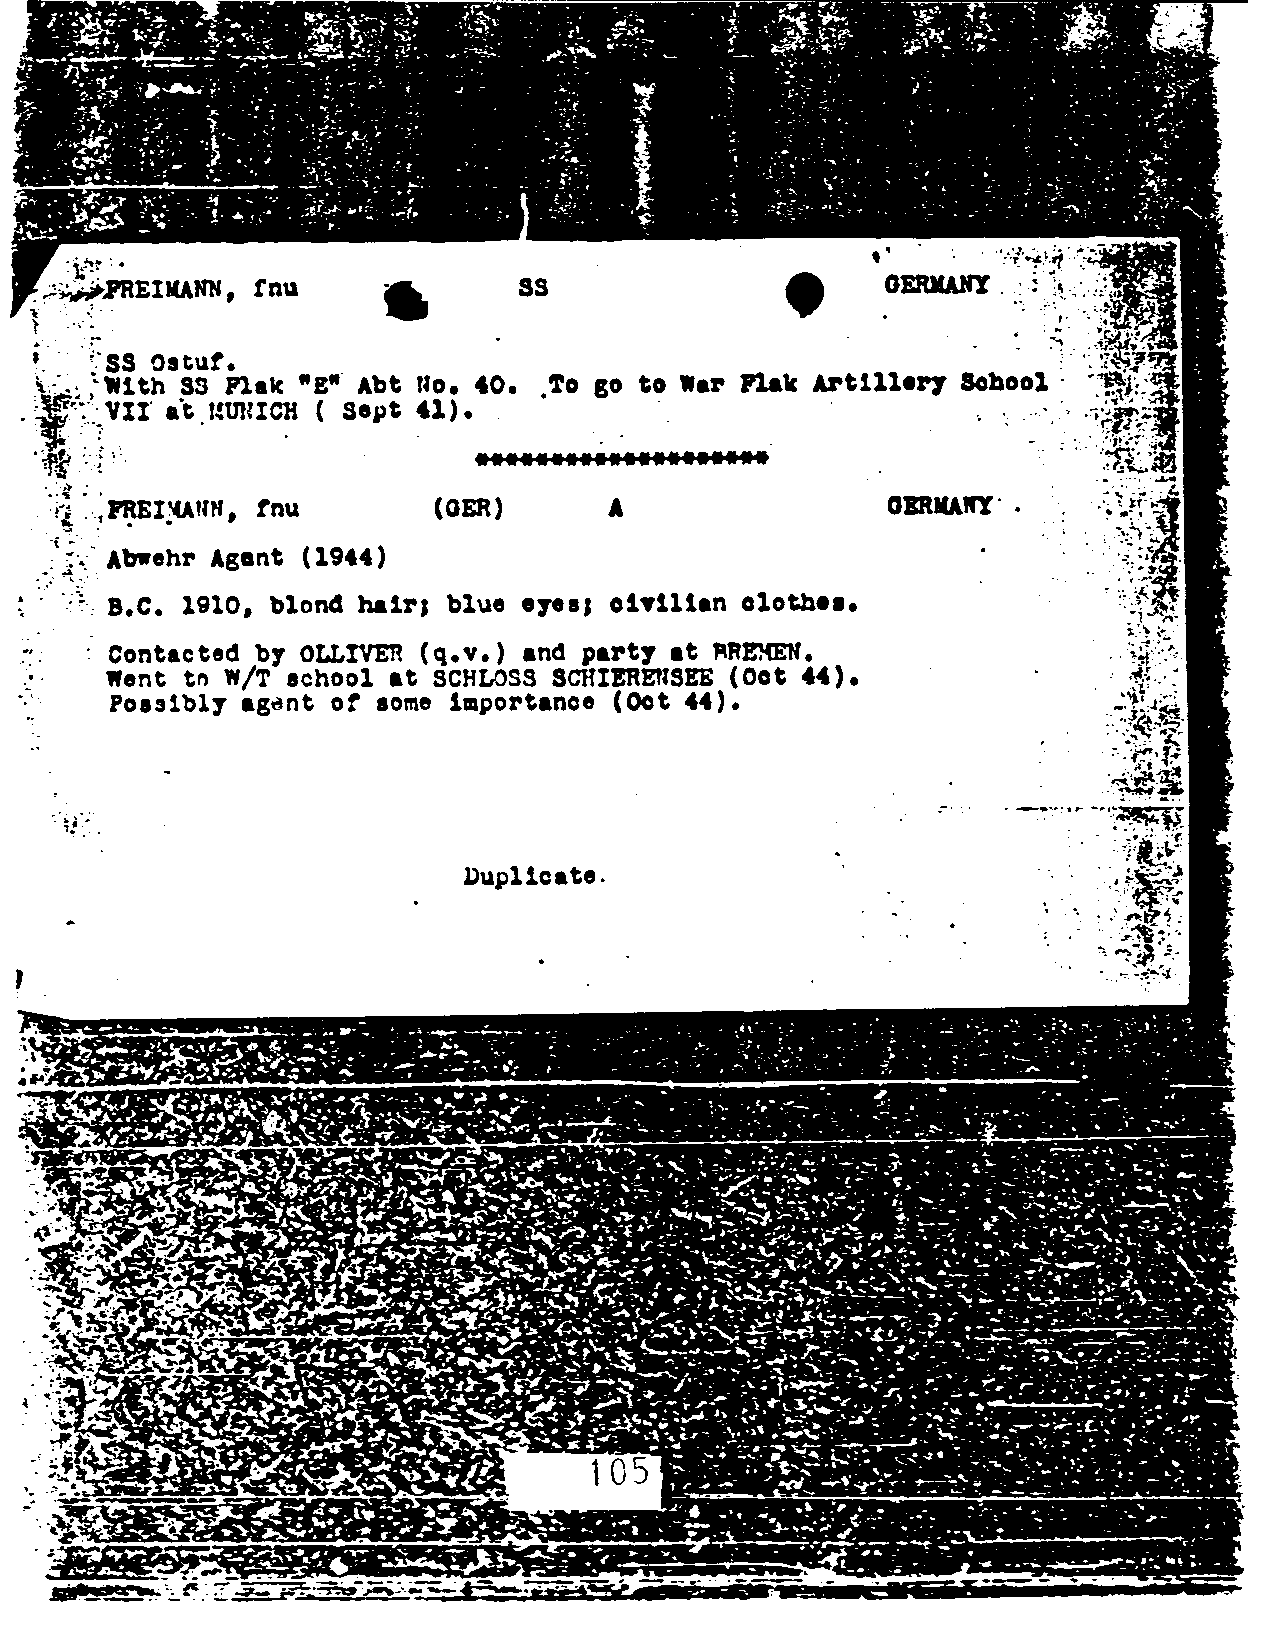 FREIMANN, fnu SS GERMANY
SS Ostuf.
With SS Flak "E" Abt No. 40. To go to War Flak Artillery School
VII at MUNICH ( Sept 41).
********************
FREIMANN, fnu (GER) A GERMANY
Abwehr Agent (1944)
B.C. 1910, blond hair; blue eyes; civilian clothes.
Contacted by OLLIVER (q.v.) and party at BREMEN.
Went to W/T school at SCHLOSS SCHIERENSEE (Oct 44).
Possibly agent of some importance (Oct 44).
Duplicate.
105